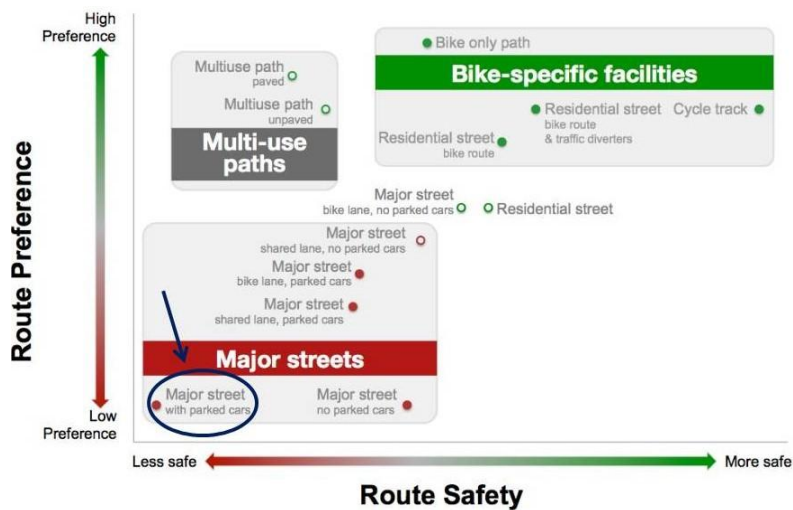 High
Preference
Multiuse path
paved
Multiuse path
unpaved
Multi-use
paths
Bike only path
Bike-specific facilities
Residential street
bike route
& traffic diverters
Cycle track
Residential street
bike route
Major street
bike lane, no parked cars
Residential street
Major street
shared lane, no parked cars
Major street
bike lane, parked cars
Major street
shared lane, parked cars
Major streets
Major street
with parked cars
Major street
no parked cars
Route Preference
Low
Preference
Less safe
More safe
Route Safety